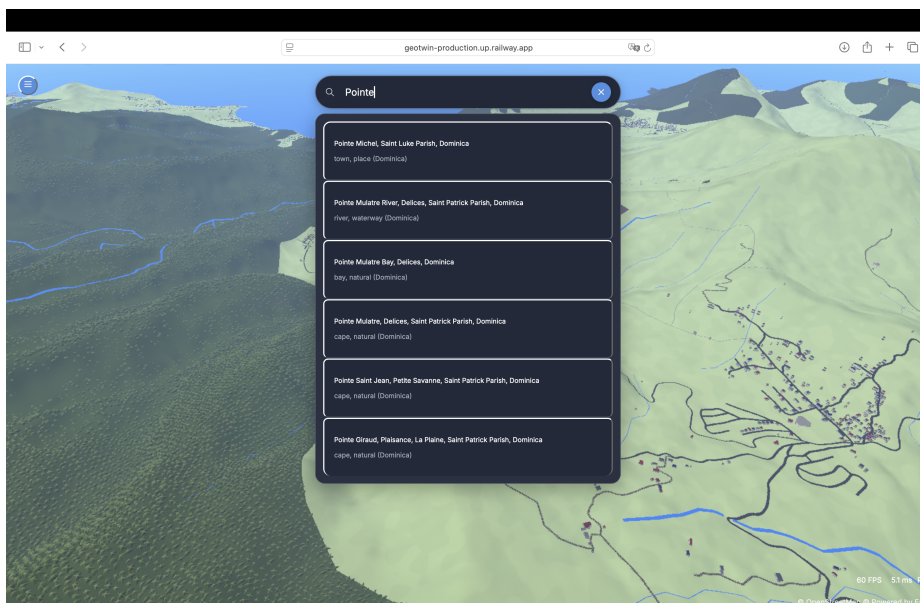 geotwin-production.up.railway.app
Pointe
Pointe Michel, Saint Luke Parish, Dominica
town, place (Dominica)
Pointe Mulatre River, Delices, Saint Patrick Parish, Dominica
river, waterway (Dominica)
Pointe Mulatre Bay, Delices, Dominica
bay, natural (Dominica)
Pointe Mulatre, Delices, Saint Patrick Parish, Dominica
cape, natural (Dominica)
Pointe Saint Jean, Petite Savanne, Saint Patrick Parish, Dominica
cape, natural (Dominica)
Pointe Giraud, Plaisance, La Plaine, Saint Patrick Parish, Dominica
cape, natural (Dominica)
60 FPS 5.1 ms
© OpenStreetMap © Powered by